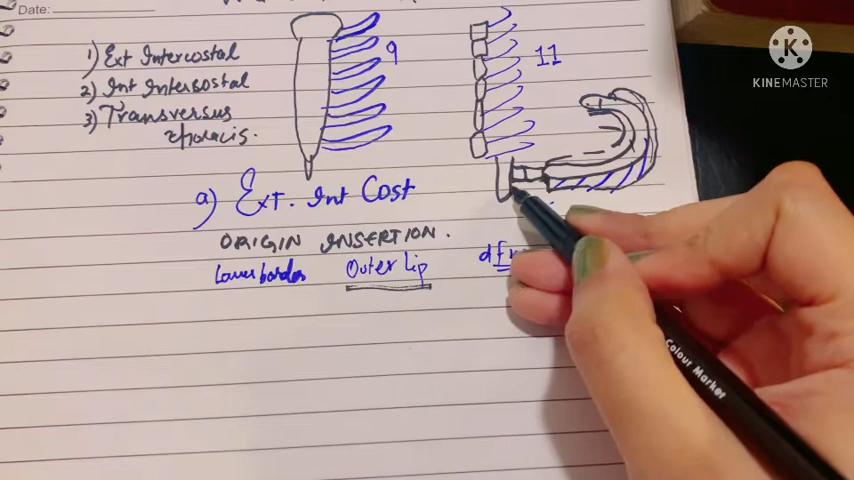 Date:
1) Ext Intercostal
2) Int Intersostal
3) Transversus
thoracis.
9
11
K
KINEMASTER
a) Ext. Int Cost
ORIGIN INSERTION.
Lower border Outer lip
Colour Marker